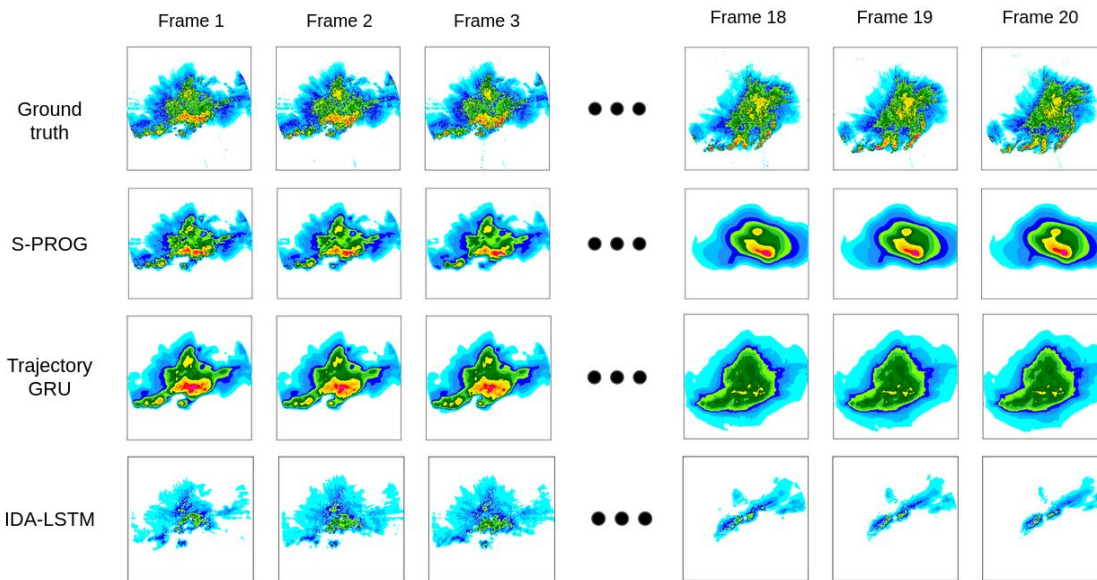 Frame 1
Frame 2
Frame 3
Frame 18
Frame 19
Frame 20
Ground
truth
S-PROG
Trajectory
GRU
IDA-LSTM